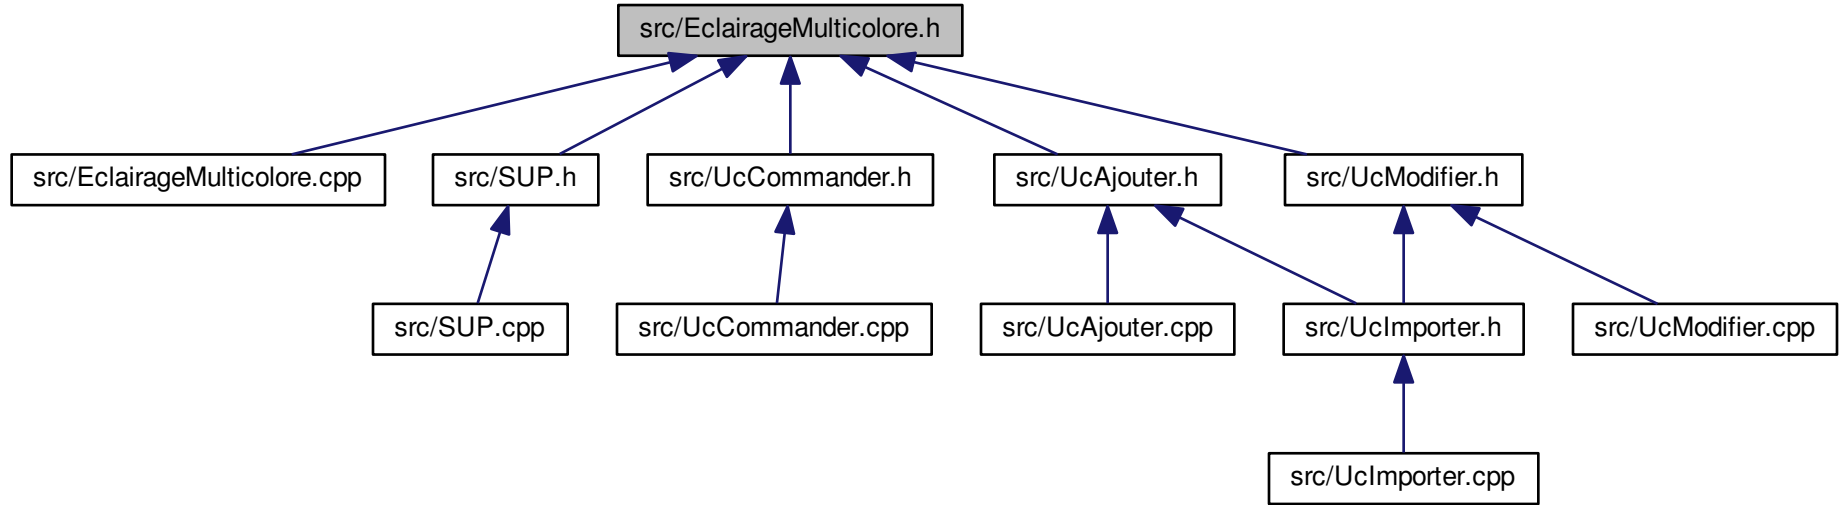 src/EclairageMulticolore.h
src/EclairageMulticolore.cpp
src/SUP.h
src/UcCommander.h
src/UcAjouter.h
src/UcModifier.h
src/SUP.cpp
src/UcCommander.cpp
src/UcAjouter.cpp
src/UcImporter.h
src/UcModifier.cpp
src/UcImporter.cpp